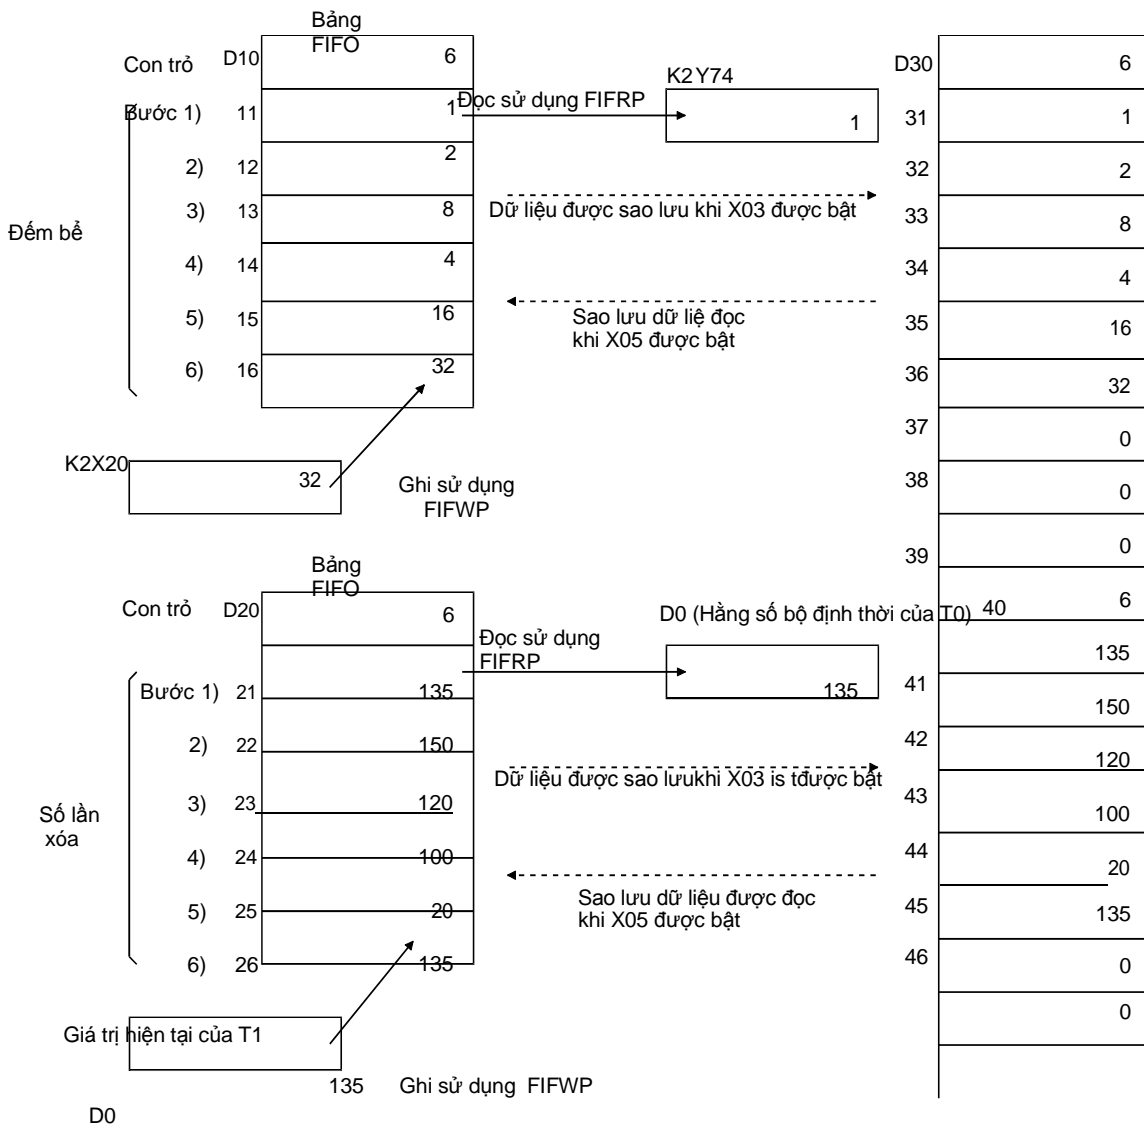 Bảng
FIFO
Con trỏ D10 6
K2Y74
D30 6
Bước 1) 11 1
Đọc sử dụng FIFRP
1
31 1
2) 12 2
32 2
3) 13 8
Dữ liệu được sao lưu khi X03 được bật
33 8
Đếm bể
4) 14 4
34 4
5) 15 16
Sao lưu dữ liệ đọc
khi X05 được bật
35 16
6) 16 32
36 32
37 0
K2X20
32
Ghi sử dụng
FIFWP
38 0
39 0
Bảng
FIFO
Con trỏ D20 6
D0 (Hằng số bộ định thời của T0) 40 6
Đọc sử dụng
FIFRP
135
Bước 1) 21 135
135
41 150
2) 22 150
42 120
Dữ liệu được sao lưukhi X03 is tđược bật
3) 23 120
43 100
Số lần
xóa
4) 24 100
44 20
5) 25 20
Sao lưu dữ liệu được đọc
khi X05 được bật
45 135
6) 26 135
46 0
0
Giá trị hiện tại của T1
135 Ghi sử dụng FIFWP
D0